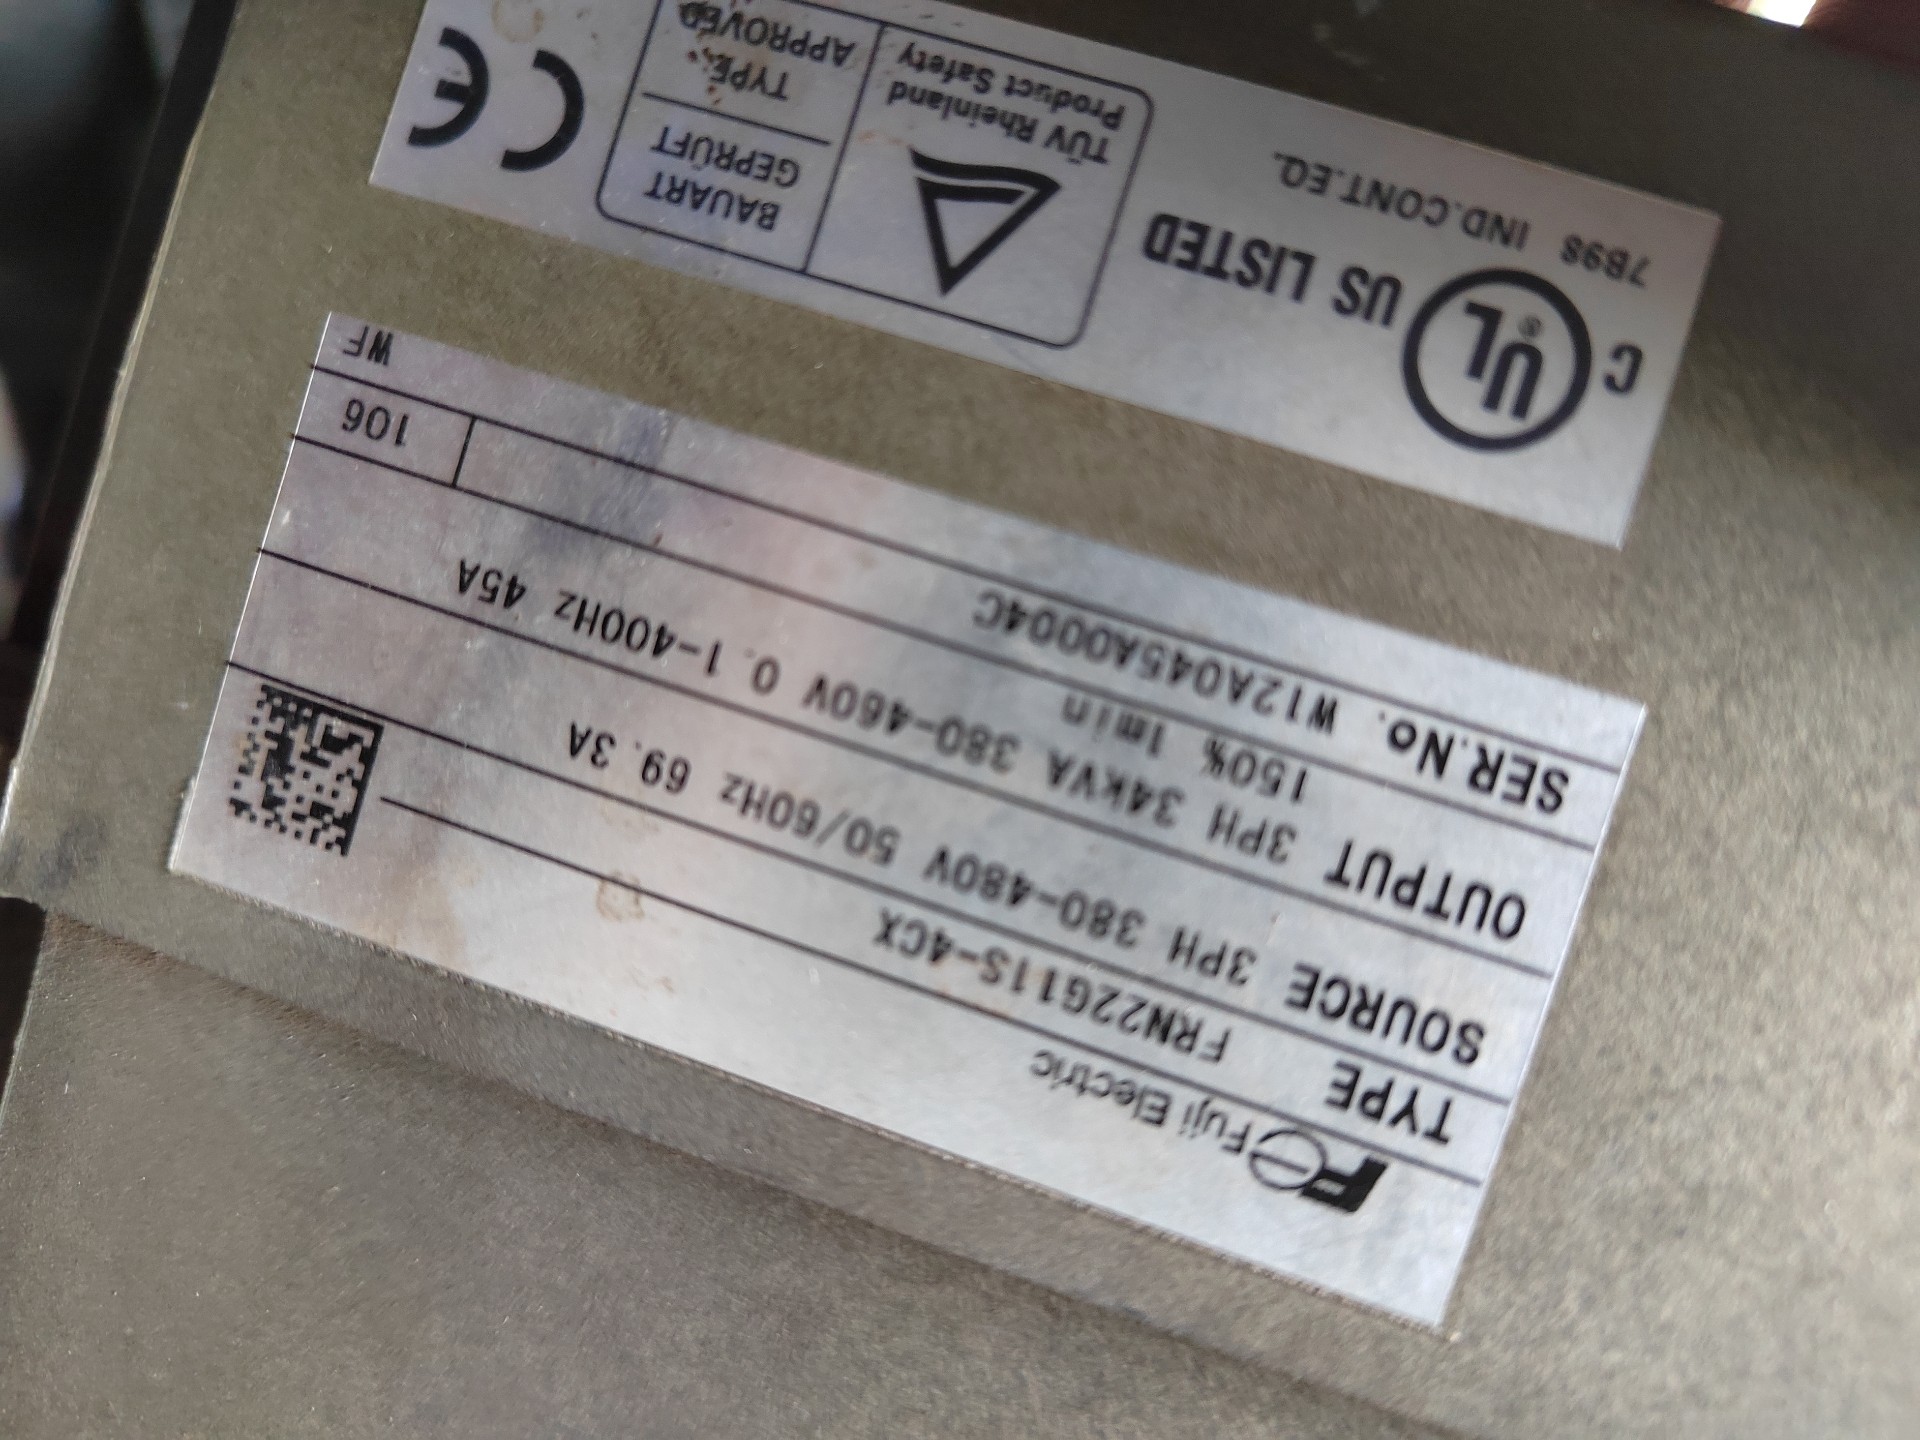 Fuji Electric
TYPE FRN22G11S-4CX
SOURCE 3PH 380-480V 50/60Hz 69.3A
OUTPUT 3PH 34kVA 380-460V 0.1-400Hz 45A
150% 1min
SER.No. W12A045A0004C 106
WF
C UL® US LISTED
7B98 IND.CONT.EQ.
TÜV Rheinland
Product Safety
BAUART
GEPRÜFT
TYPE
APPROVED
CE